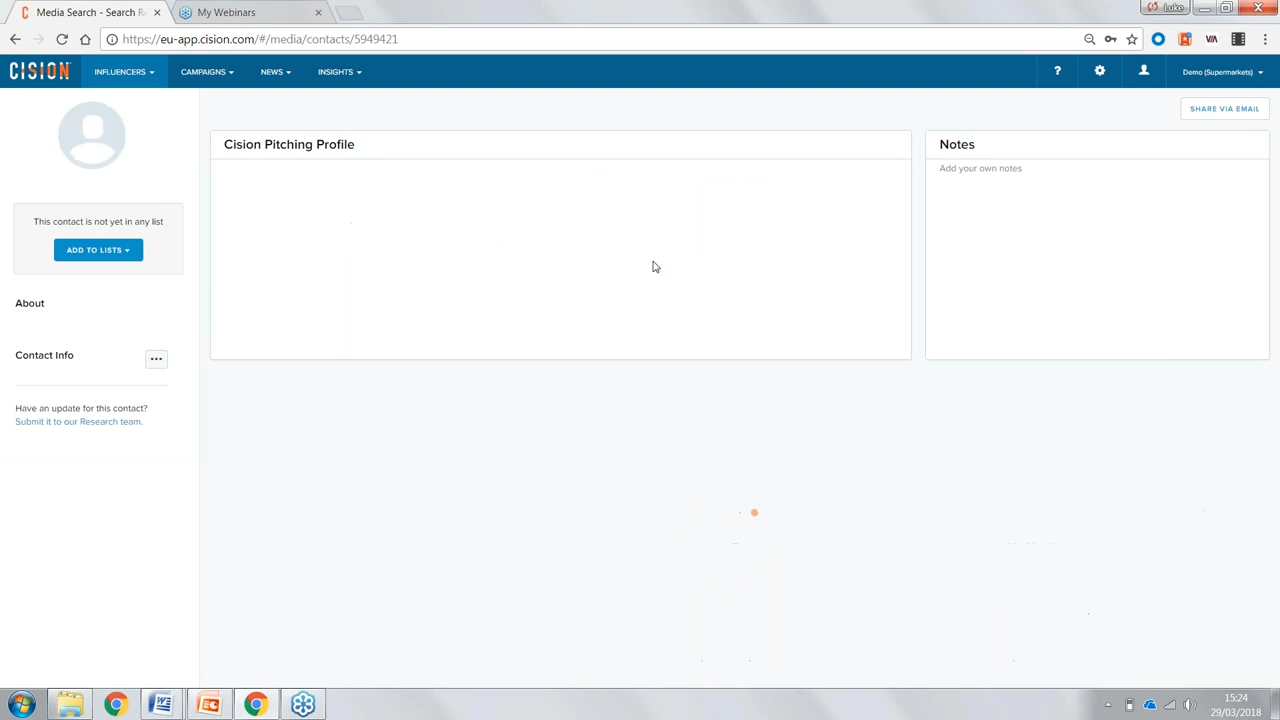 Media Search - Search Re
My Webinars
Luke
https://eu-app.cision.com/#/media/contacts/5949421
VIA
CISION
INFLUENCERS
CAMPAIGNS
NEWS
INSIGHTS
?
Demo (Supermarkets)
SHARE VIA EMAIL
Cision Pitching Profile
Notes
Add your own notes
This contact is not yet in any list
ADD TO LISTS
About
Contact Info
Have an update for this contact?
Submit it to our Research team.
15:24
29/03/2018